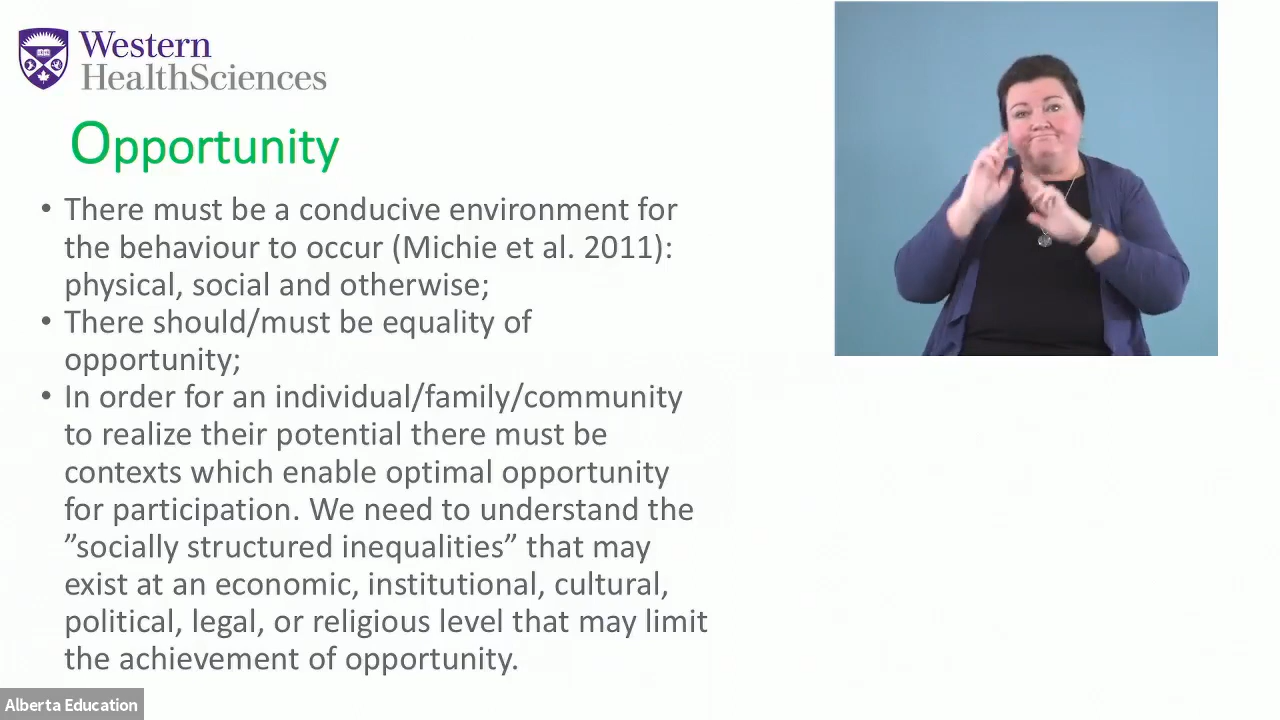 Western
HealthSciences
Opportunity
• There must be a conducive environment for
the behaviour to occur (Michie et al. 2011):
physical, social and otherwise;
• There should/must be equality of
opportunity;
• In order for an individual/family/community
to realize their potential there must be
contexts which enable optimal opportunity
for participation. We need to understand the
”socially structured inequalities” that may
exist at an economic, institutional, cultural,
political, legal, or religious level that may limit
the achievement of opportunity.
Alberta Education